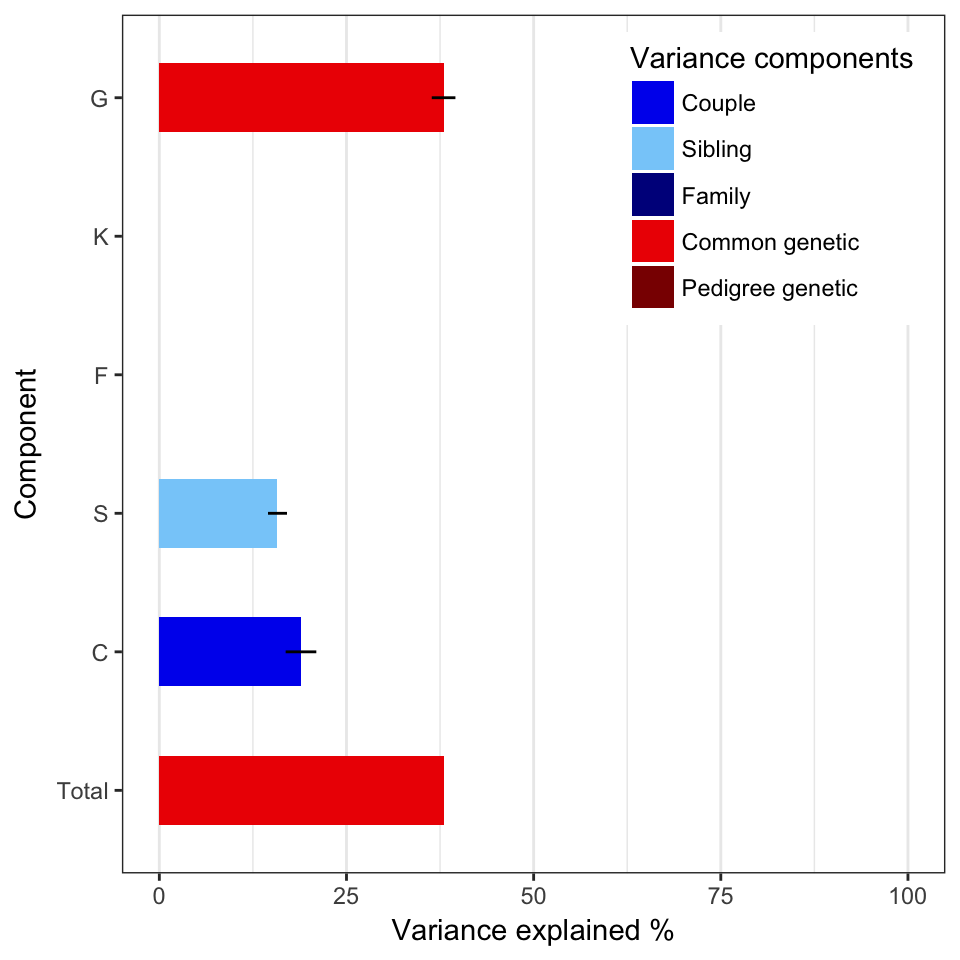 Variance components
Couple
Sibling
Family
Common genetic
Pedigree genetic
Component
G
K
F
S
C
Total
0 25 50 75 100
Variance explained %